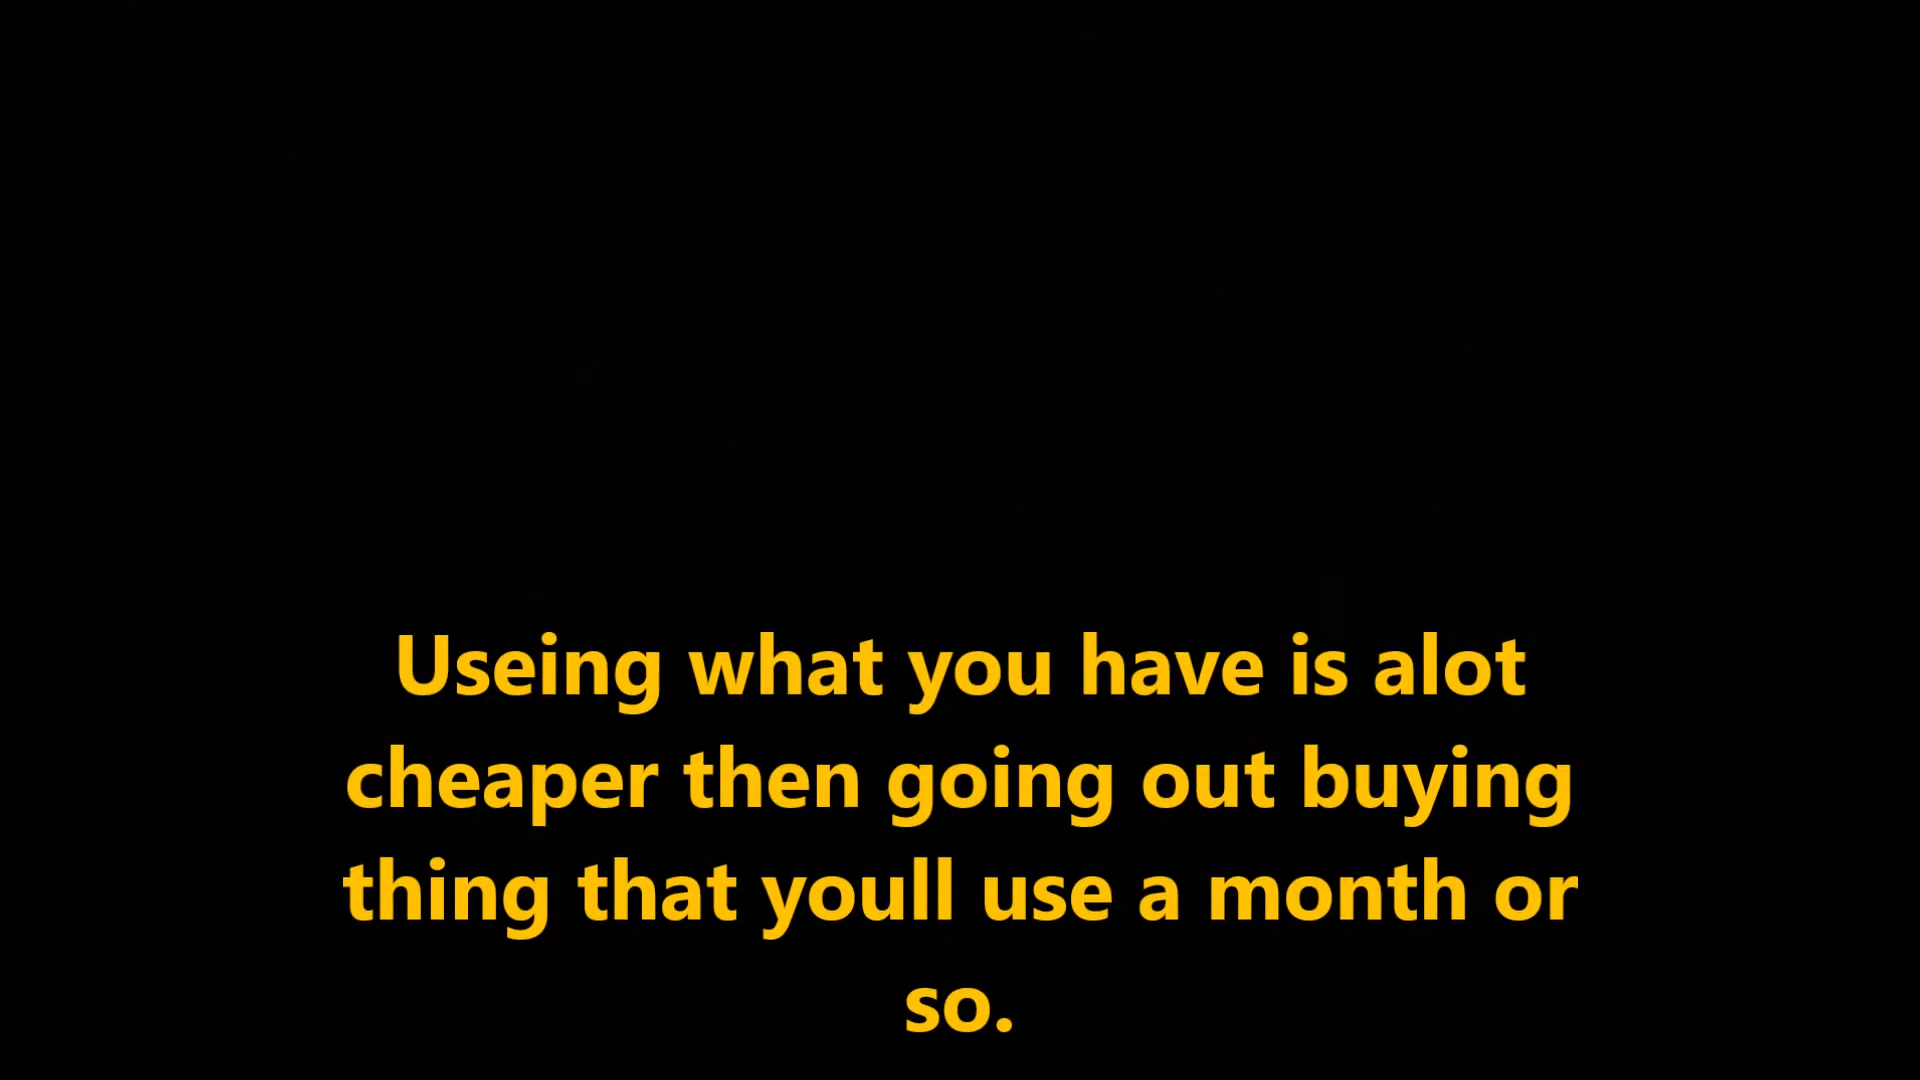 Useing what you have is alot
cheaper then going out buying
thing that youll use a month or
so.